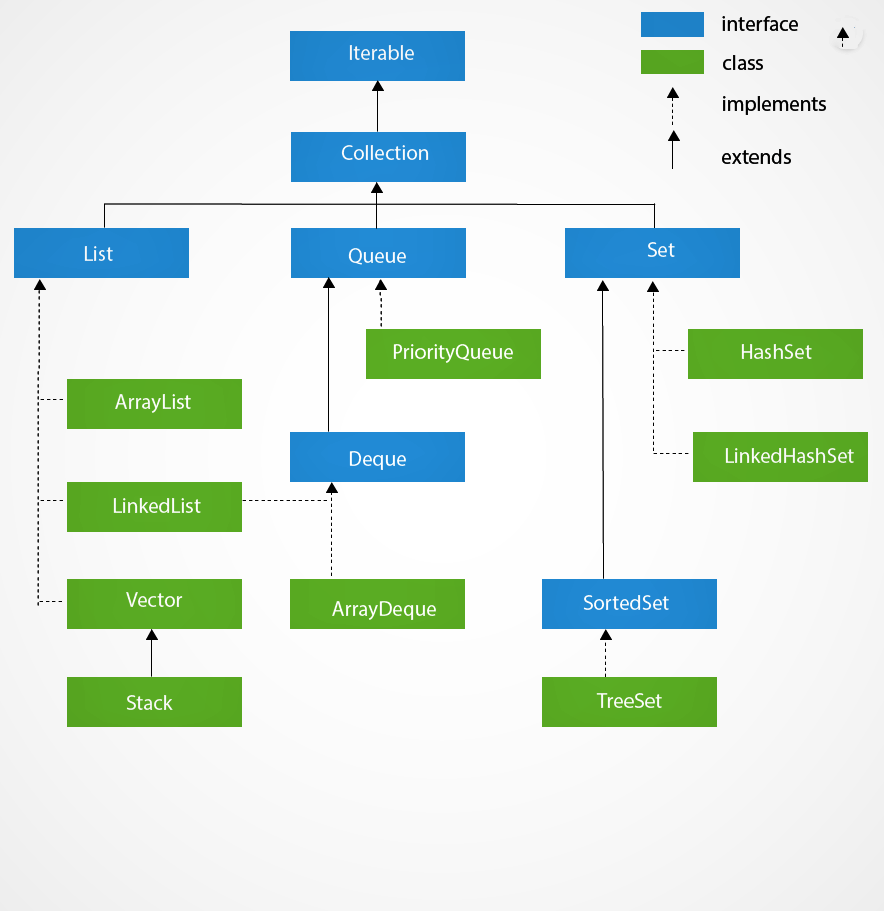 interface
class
implements
extends
Iterable
Collection
List
Queue
Set
PriorityQueue
HashSet
ArrayList
Deque
LinkedHashSet
LinkedList
Vector
ArrayDeque
SortedSet
Stack
TreeSet